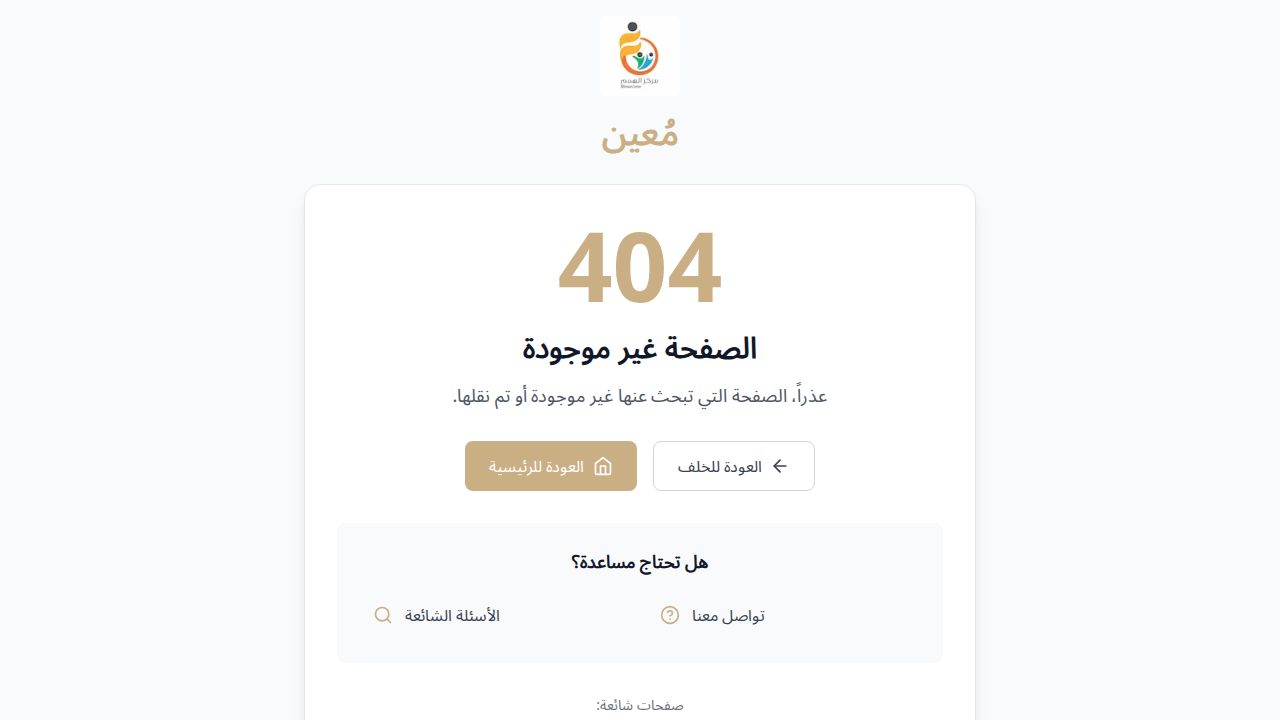 مركز الهمم
مُعين
404
الصفحة غير موجودة
عذراً، الصفحة التي تبحث عنها غير موجودة أو تم نقلها.
العودة للخلف
العودة للرئيسية
هل تحتاج مساعدة؟
تواصل معنا
الأسئلة الشائعة
صفحات شائعة: